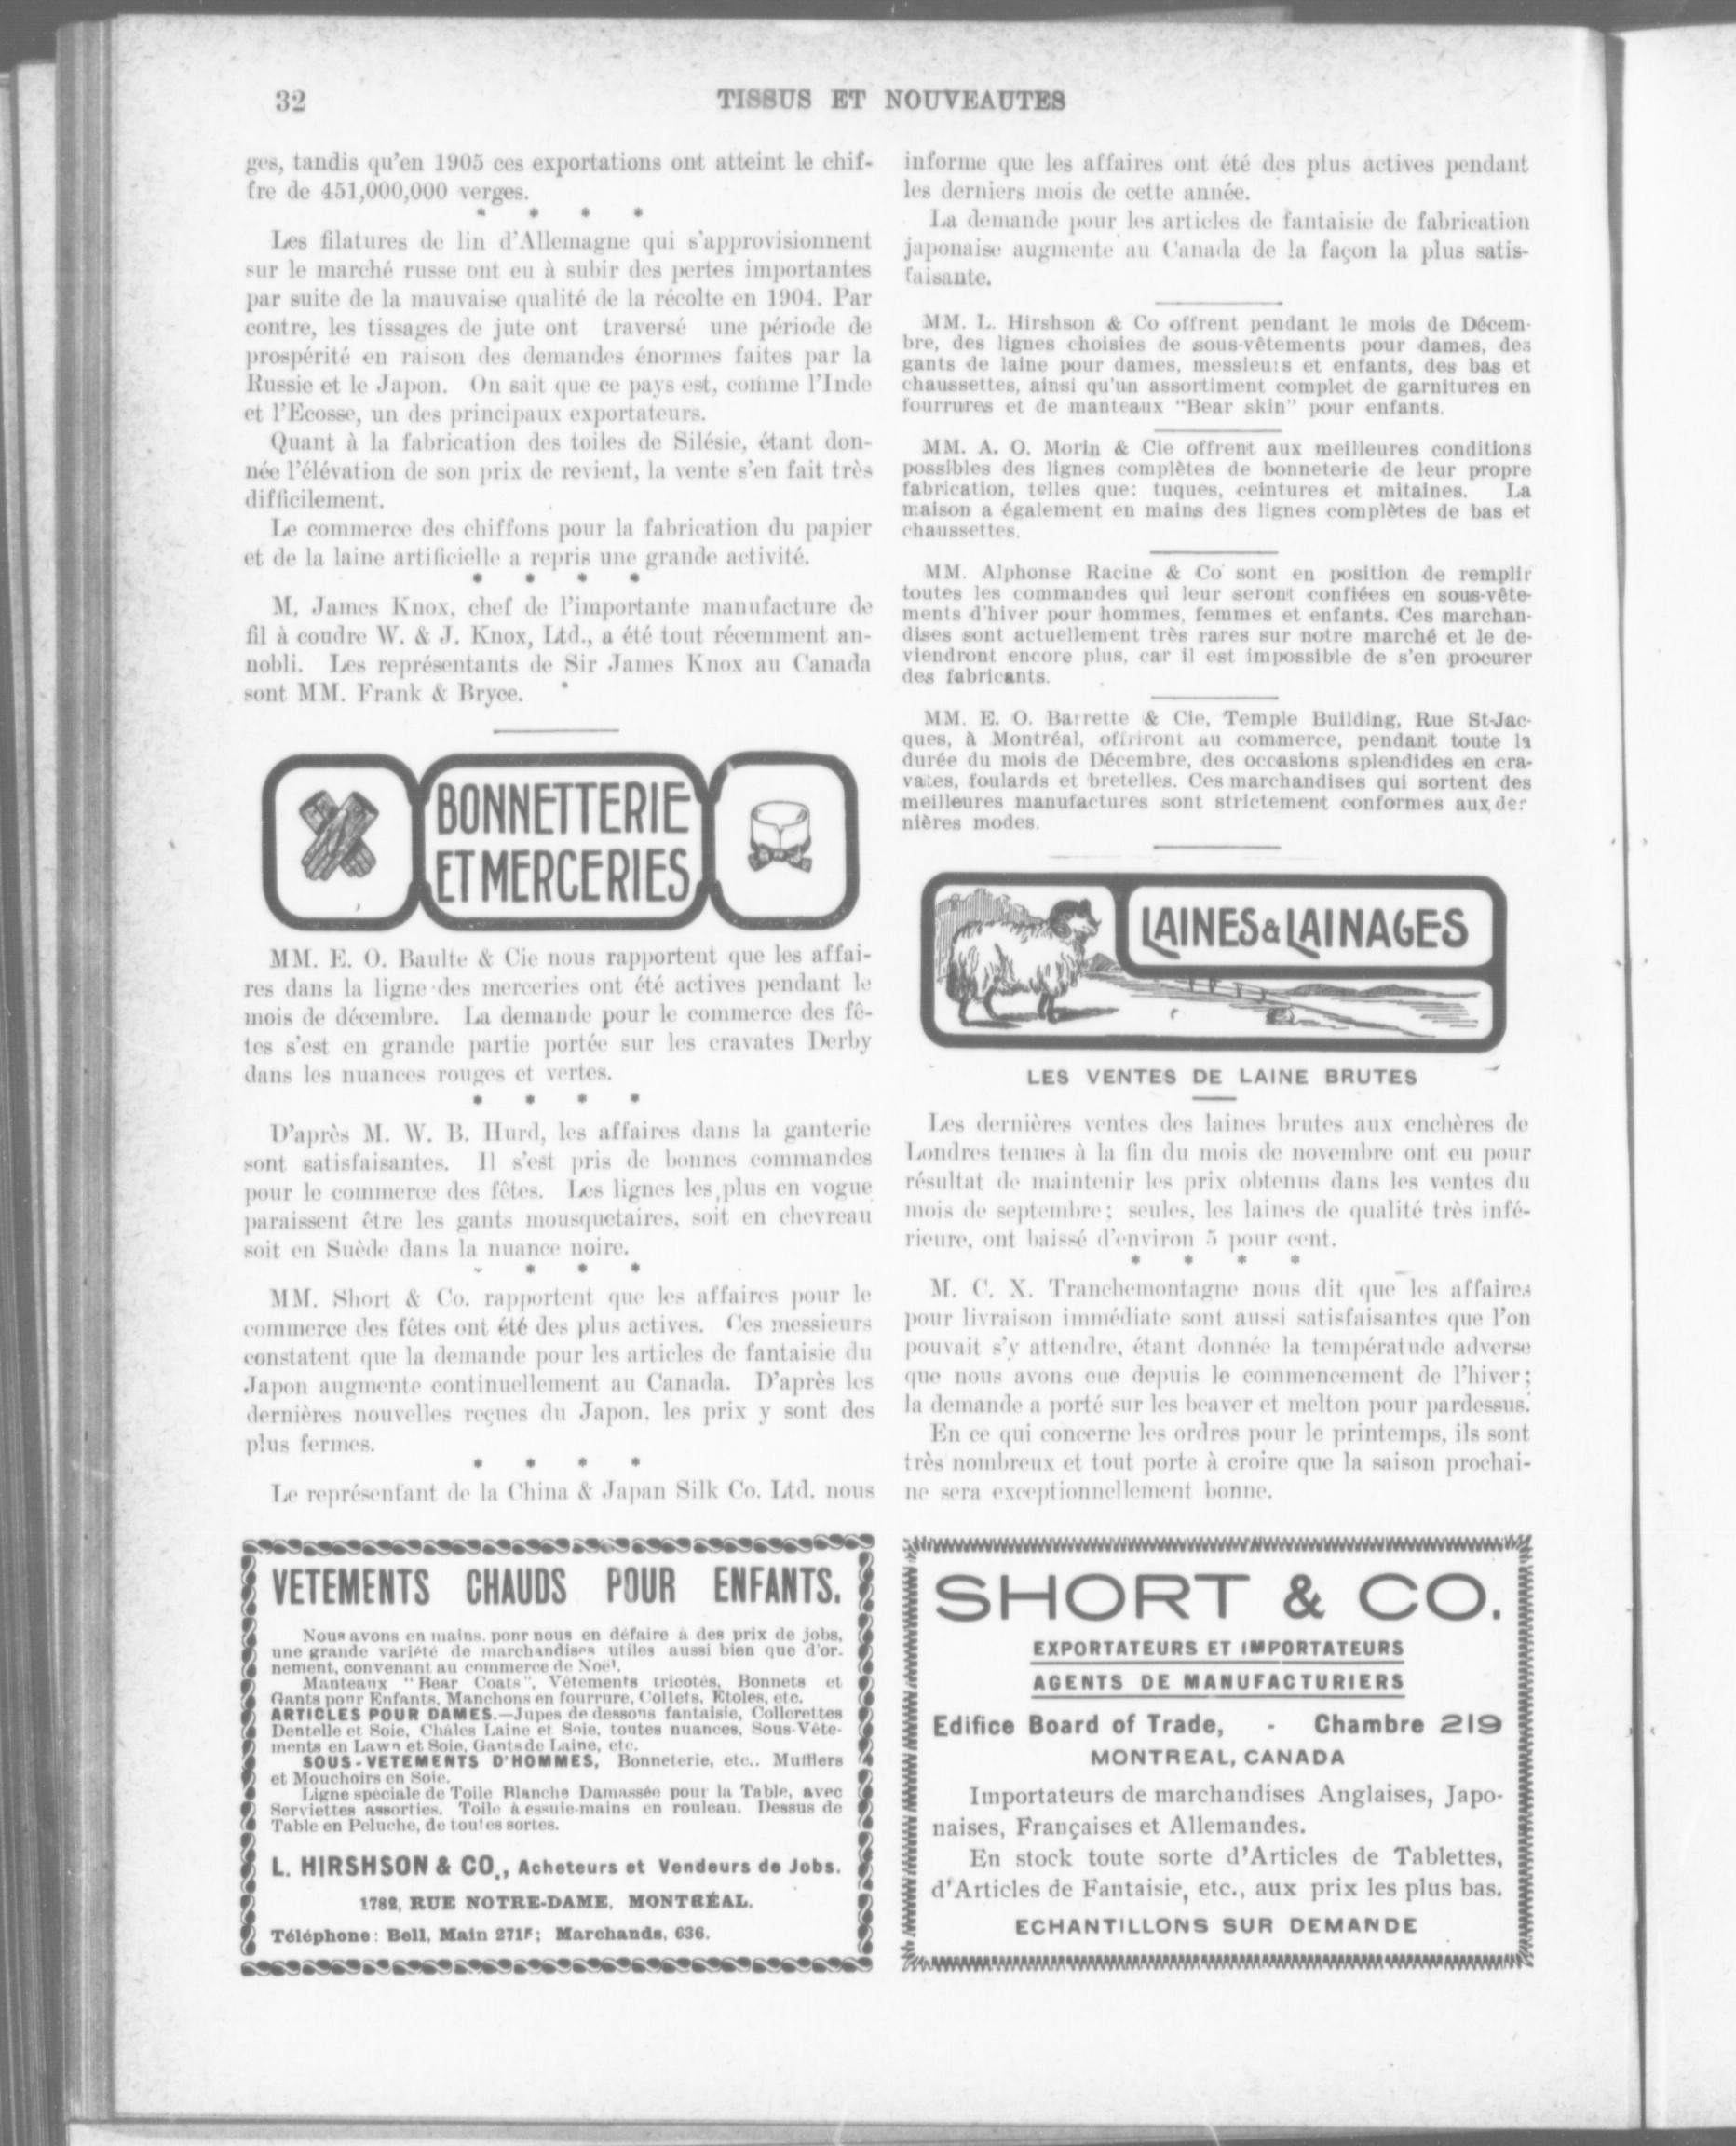 32
TISSUS ET NOUVEAUTES
ges, tandis qu'en 1905 ces exportations ont atteint le chif-
fre de 451,000,000 verges.
* * * *
Les filatures de lin d'Allemagne qui s'approvisionnent
sur le marché russe ont eu à subir des pertes importantes
par suite de la mauvaise qualité de la récolte en 1904. Par
contre, les tissages de jute ont traversé une période de
prospérité en raison des demandes énormes faites par la
Russie et le Japon. On sait que ce pays est, comme l'Inde
et l'Ecosse, un des principaux exportateurs.
Quant à la fabrication des toiles de Silésie, étant don-
née l'élévation de son prix de revient, la vente s'en fait très
difficilement.
Le commerce des chiffons pour la fabrication du papier
et de la laine artificielle a repris une grande activité.
* * * *
M. James Knox, chef de l'importante manufacture de
fil à coudre W. & J. Knox, Ltd., a été tout récemment an-
nobli. Les représentants de Sir James Knox au Canada
sont MM. Frank & Bryce.
BONNETTERIE
ET MERCERIES
MM. E. O. Baulte & Cie nous rapportent que les affai-
res dans la ligne des merceries ont été actives pendant le
mois de décembre. La demande pour le commerce des fê-
tes s'est en grande partie portée sur les cravates Derby
dans les nuances rouges et vertes.
* * * *
D'après M. W. B. Hurd, les affaires dans la ganterie
sont satisfaisantes. Il s'est pris de bonnes commandes
pour le commerce des fêtes. Les lignes les plus en vogue
paraissent être les gants mousquetaires, soit en chevreau
soit en Suède dans la nuance noire.
* * * *
MM. Short & Co. rapportent que les affaires pour le
commerce des fêtes ont été des plus actives. Ces messieurs
constatent que la demande pour les articles de fantaisie du
Japon augmente continuellement au Canada. D'après les
dernières nouvelles reçues du Japon, les prix y sont des
plus fermes.
* * * *
Le représentant de la China & Japan Silk Co. Ltd. nous
informe que les affaires ont été des plus actives pendant
les derniers mois de cette année.
La demande pour les articles de fantaisie de fabrication
japonaise augmente au Canada de la façon la plus satis-
faisante.
MM. L. Hirshson & Co offrent pendant le mois de Décem-
bre, des lignes choisies de sous-vêtements pour dames, des
gants de laine pour dames, messieurs et enfants, des bas et
chaussettes, ainsi qu'un assortiment complet de garnitures en
fourrures et de manteaux "Bear skin" pour enfants.
MM. A. O. Morin & Cie offrent aux meilleures conditions
possibles des lignes complètes de bonneterie de leur propre
fabrication, telles que: tuques, ceintures et mitaines. La
maison a également en mains des lignes complètes de bas et
chaussettes.
MM. Alphonse Racine & Co sont en position de remplir
toutes les commandes qui leur seront confiées en sous-vête-
ments d'hiver pour hommes, femmes et enfants. Ces marchan-
dises sont actuellement très rares sur notre marché et le de-
viendront encore plus, car il est impossible de s'en procurer
des fabricants.
MM. E. O. Barrette & Cie, Temple Building, Rue St-Jac-
ques, à Montréal, offriront au commerce, pendant toute la
durée du mois de Décembre, des occasions splendides en cra-
vates, foulards et bretelles. Ces marchandises qui sortent des
meilleures manufactures sont strictement conformes aux der
nières modes.
LAINES & LAINAGES
LES VENTES DE LAINE BRUTES
Les dernières ventes des laines brutes aux enchères de
Londres tenues à la fin du mois de novembre ont eu pour
résultat de maintenir les prix obtenus dans les ventes du
mois de septembre; seules, les laines de qualité très infé-
rieure, ont baissé d'environ 5 pour cent.
* * * *
M. C. X. Tranchemontagne nous dit que les affaires
pour livraison immédiate sont aussi satisfaisantes que l'on
pouvait s'y attendre, étant donnée la températude adverse
que nous avons eue depuis le commencement de l'hiver;
la demande a porté sur les beaver et melton pour pardessus.
En ce qui concerne les ordres pour le printemps, ils sont
très nombreux et tout porte à croire que la saison prochai-
ne sera exceptionnellement bonne.
VETEMENTS CHAUDS POUR ENFANTS.
Nous avons en mains, ponr nous en défaire à des prix de jobs,
une grande variété de marchandises utiles aussi bien que d'or-
nement, convenant au commerce de Noël.
Manteaux "Bear Coats", Vêtements tricotés, Bonnets et
Gants pour Enfants, Manchons en fourrure, Collets, Etoles, etc.
ARTICLES POUR DAMES.—Jupes de dessous fantaisie, Collerettes
Dentelle et Soie, Châles Laine et Soie, toutes nuances, Sous-Vête-
ments en Lawn et Soie, Gants de Laine, etc.
SOUS-VETEMENTS D'HOMMES, Bonneterie, etc., Mufflers
et Mouchoirs en Soie.
Ligne spéciale de Toile Blanche Damassée pour la Table, avec
Serviettes assorties. Toile à essuie-mains en rouleau. Dessus de
Table en Peluche, de toutes sortes.
L. HIRSHSON & CO., Acheteurs et Vendeurs de Jobs.
1782, RUE NOTRE-DAME, MONTRÉAL.
Téléphone: Bell, Main 2715; Marchands, 636.
SHORT & CO.
EXPORTATEURS ET IMPORTATEURS
AGENTS DE MANUFACTURIERS
Edifice Board of Trade, - Chambre 219
MONTREAL, CANADA
Importateurs de marchandises Anglaises, Japo-
naises, Françaises et Allemandes.
En stock toute sorte d'Articles de Tablettes,
d'Articles de Fantaisie, etc., aux prix les plus bas.
ECHANTILLONS SUR DEMANDE